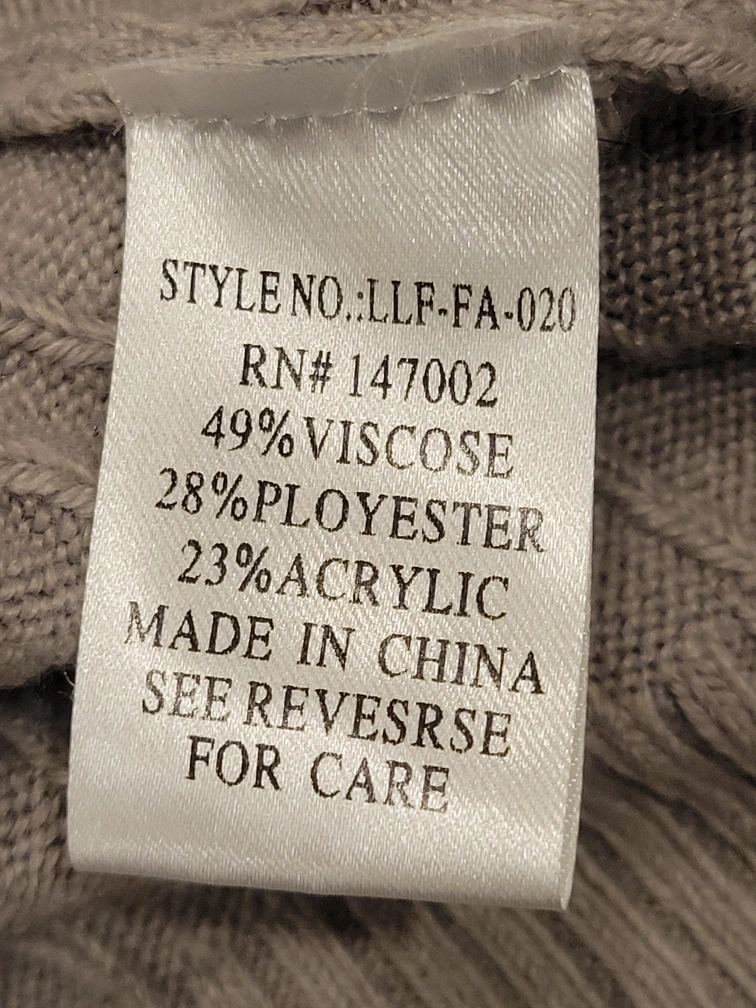 STYLE NO.:LLF-FA-020
RN# 147002
49%VISCOSE
28%PLOYESTER
23%ACRYLIC
MADE IN CHINA
SEE REVESRSE
FOR CARE